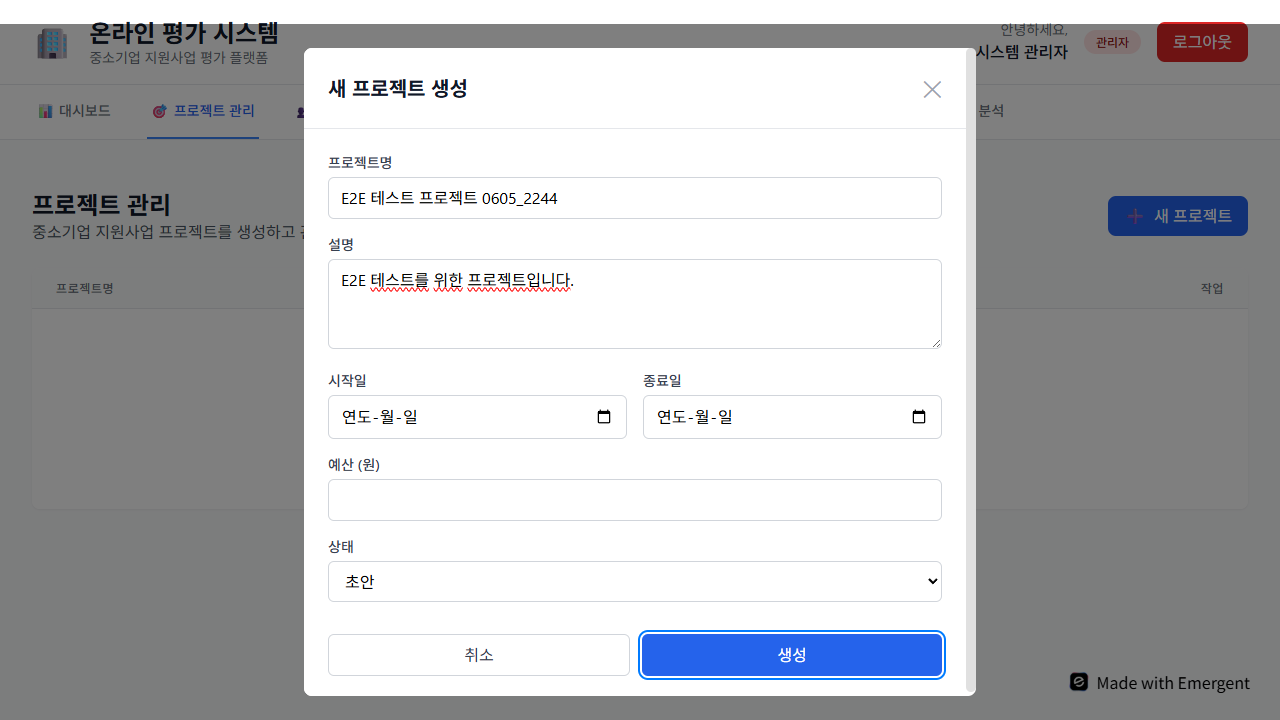 온라인 평가 시스템
중소기업 지원사업 평가 플랫폼
안녕하세요,
시스템 관리자
관리자
로그아웃
대시보드
프로젝트 관리
분석
프로젝트 관리
중소기업 지원사업 프로젝트를 생성하고
새 프로젝트
프로젝트명
작업
새 프로젝트 생성
프로젝트명
E2E 테스트 프로젝트 0605_2244
설명
E2E 테스트를 위한 프로젝트입니다.
시작일
종료일
연도-월-일
연도-월-일
예산 (원)
상태
초안
취소
생성
Made with Emergent